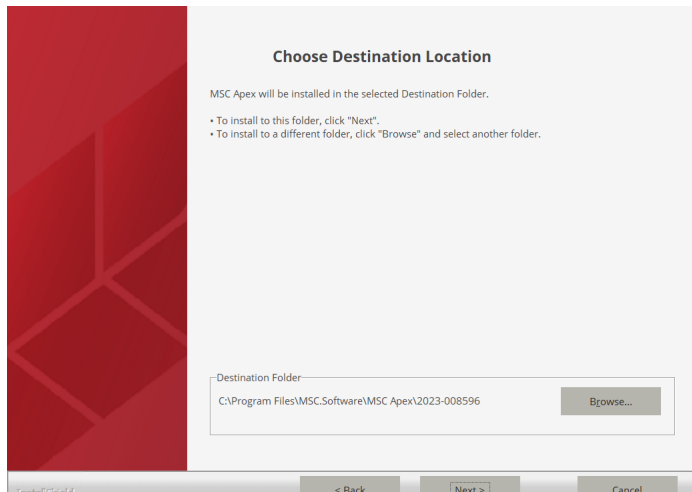 Choose Destination Location
MSC Apex will be installed in the selected Destination Folder.
• To install to this folder, click "Next".
• To install to a different folder, click "Browse" and select another folder.
Destination Folder
C:\Program Files\MSC.Software\MSC Apex\2023-008596
Browse...
InstallShield
< Back
Next >
Cancel